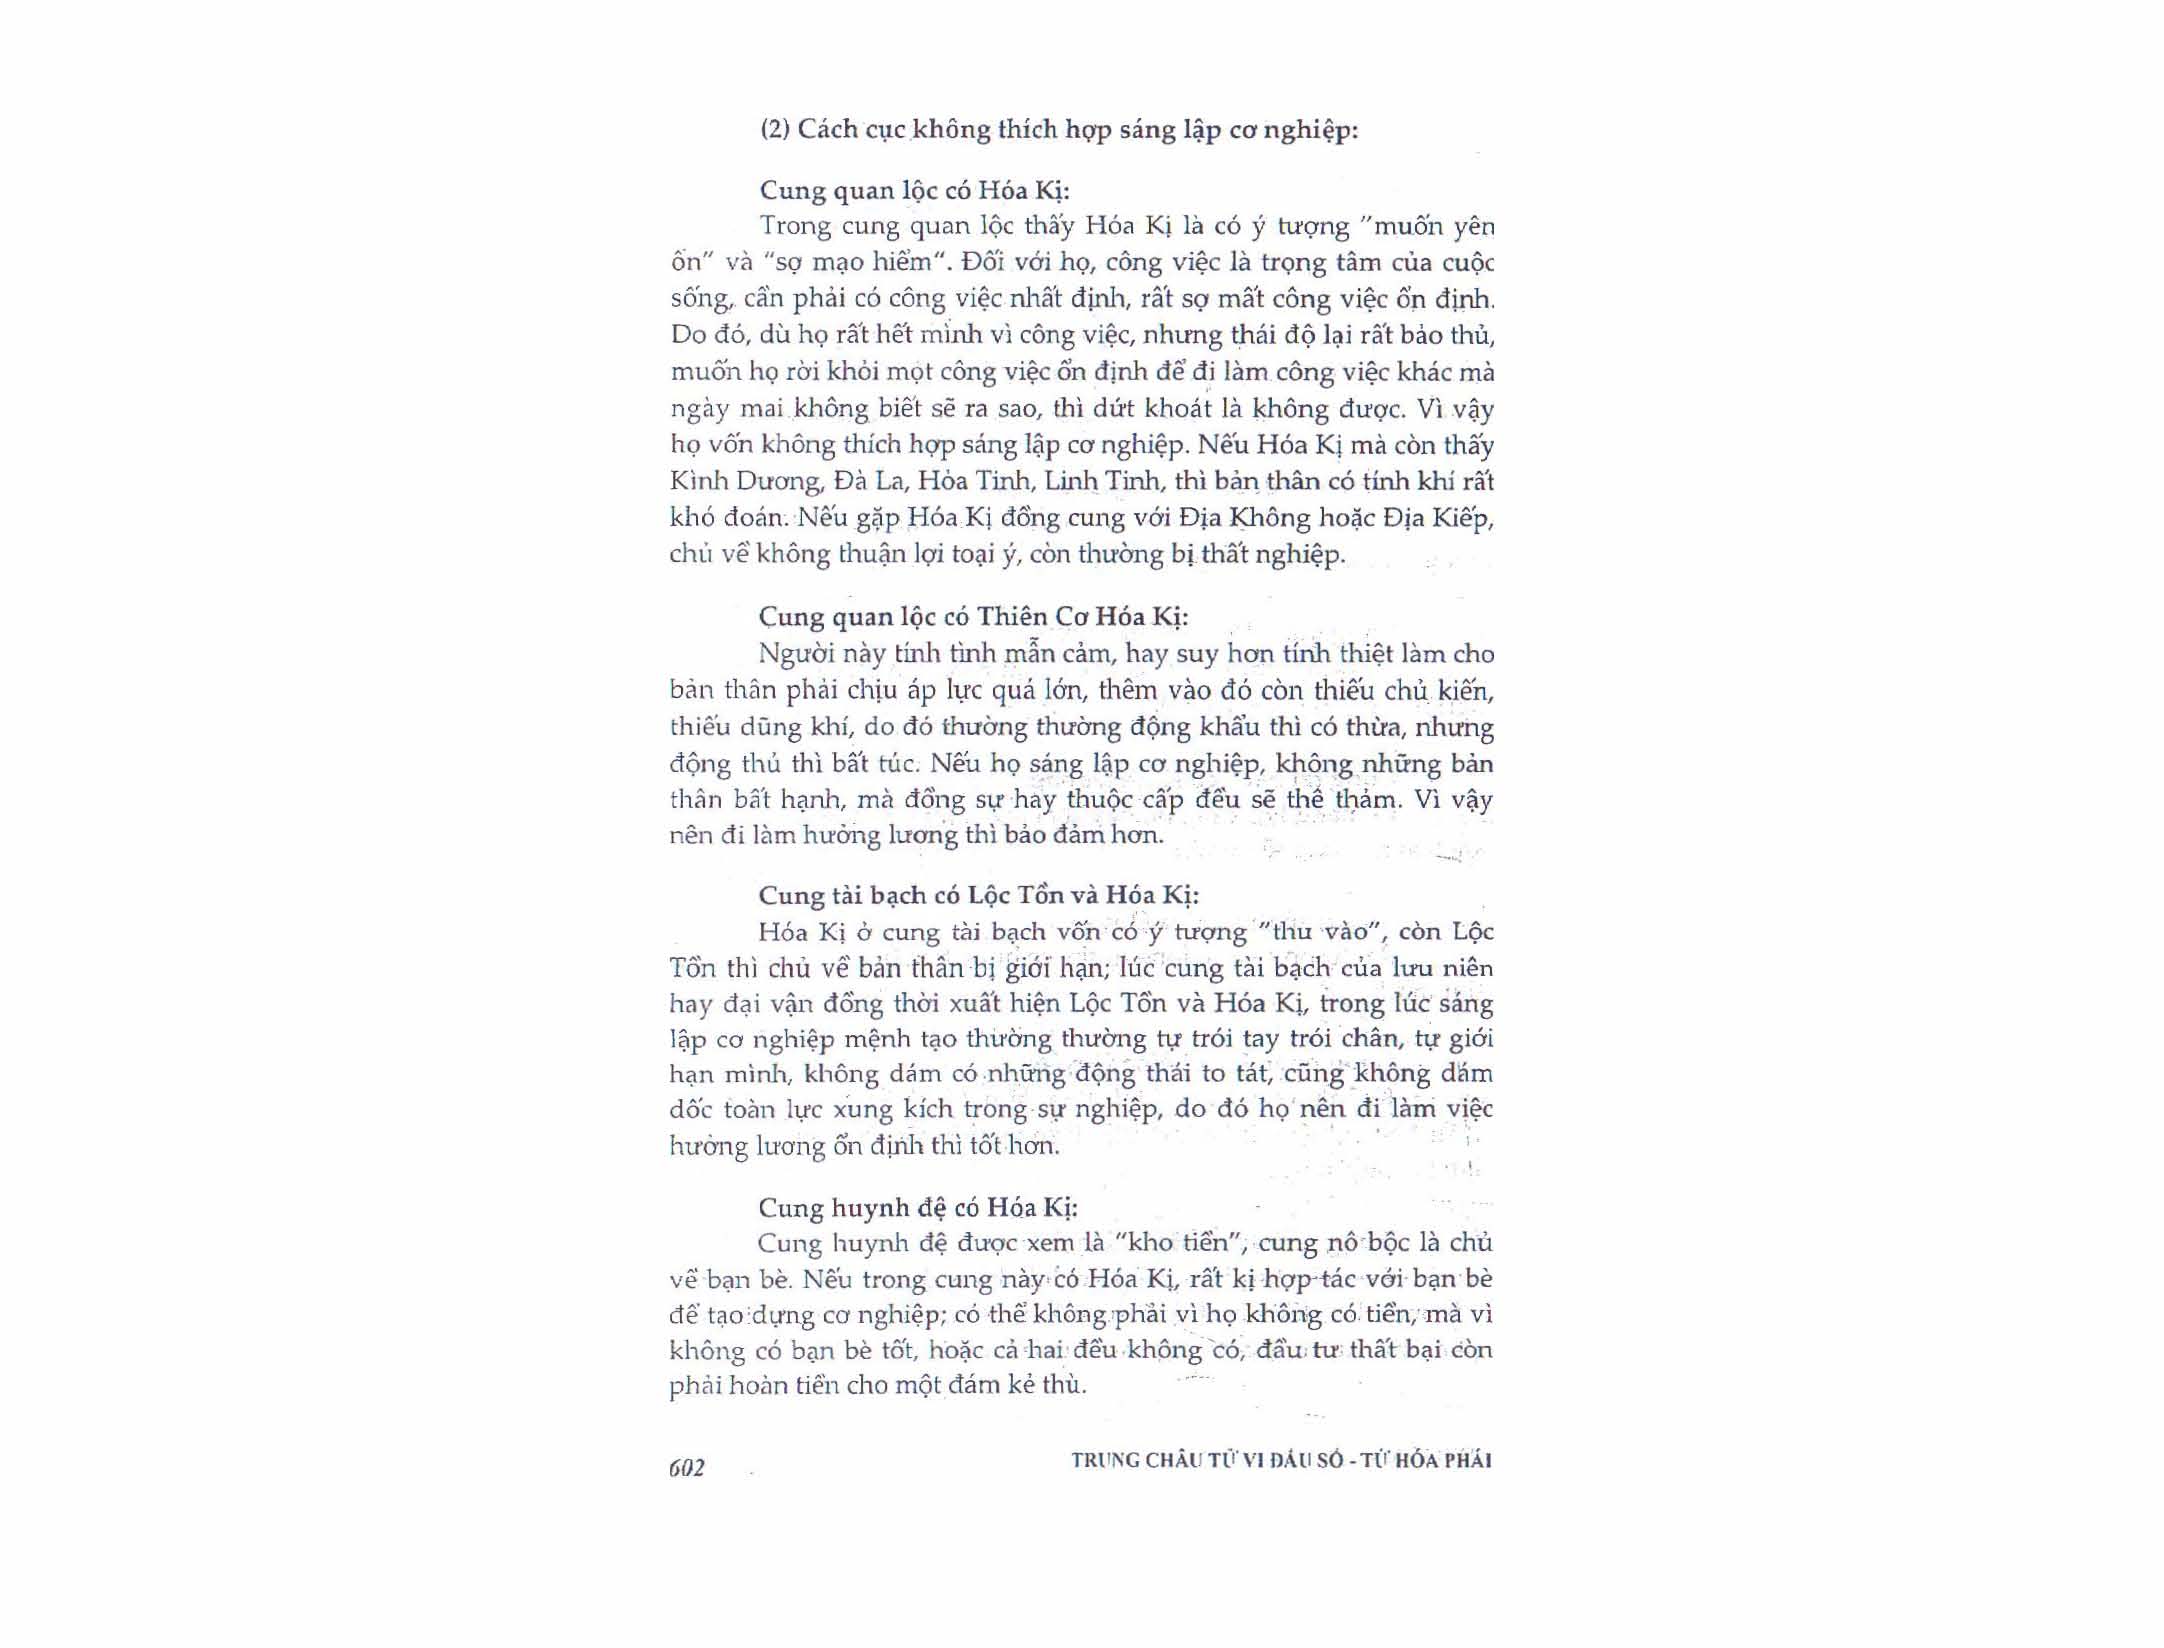 (2) Cách cục không thích hợp sáng lập cơ nghiệp:
Cung quan lộc có Hóa Kị:
Trong cung quan lộc thấy Hóa Kị là có ý tượng "muốn yên
ổn" và "sợ mạo hiểm". Đối với họ, công việc là trọng tâm của cuộc
sống, cần phải có công việc nhất định, rất sợ mất công việc ổn định.
Do đó, dù họ rất hết mình vì công việc, nhưng thái độ lại rất bảo thủ,
muốn họ rời khỏi một công việc ổn định để đi làm công việc khác mà
ngày mai không biết sẽ ra sao, thì dứt khoát là không được. Vì vậy
họ vốn không thích hợp sáng lập cơ nghiệp. Nếu Hóa Kị mà còn thấy
Kình Dương, Đà La, Hỏa Tinh, Linh Tinh, thì bản thân có tính khí rất
khó đoán. Nếu gặp Hóa Kị đồng cung với Địa Không hoặc Địa Kiếp,
chủ về không thuận lợi toại ý, còn thường bị thất nghiệp.
Cung quan lộc có Thiên Cơ Hóa Kị:
Người này tính tình mẫn cảm, hay suy hơn tính thiệt làm cho
bản thân phải chịu áp lực quá lớn, thêm vào đó còn thiếu chủ kiến,
thiếu dũng khí, do đó thường thường động khẩu thì có thừa, nhưng
động thủ thì bất túc. Nếu họ sáng lập cơ nghiệp, không những bản
thân bất hạnh, mà đồng sự hay thuộc cấp đều sẽ thê thảm. Vì vậy
nên đi làm hưởng lương thì bảo đảm hơn.
Cung tài bạch có Lộc Tồn và Hóa Kị:
Hóa Kị ở cung tài bạch vốn có ý tượng "thu vào", còn Lộc
Tồn thì chủ về bản thân bị giới hạn; lúc cung tài bạch của lưu niên
hay đại vận đồng thời xuất hiện Lộc Tồn và Hóa Kị, trong lúc sáng
lập cơ nghiệp mệnh tạo thường thường tự trói tay trói chân, tự giới
hạn mình, không dám có những động thái to tát, cũng không dám
dốc toàn lực xung kích trong sự nghiệp, do đó họ nên đi làm việc
hưởng lương ổn định thì tốt hơn.
Cung huynh đệ có Hóa Kị:
Cung huynh đệ được xem là "kho tiền", cung nô bộc là chủ
về bạn bè. Nếu trong cung này có Hóa Kị, rất kị hợp tác với bạn bè
để tạo dựng cơ nghiệp; có thể không phải vì họ không có tiền, mà vì
không có bạn bè tốt, hoặc cả hai đều không có, đầu tư thất bại còn
phải hoàn tiền cho một đám kẻ thù.
602
TRUNG CHÂU TỬ VI ĐẨU SỐ - TỨ HÓA PHÁI